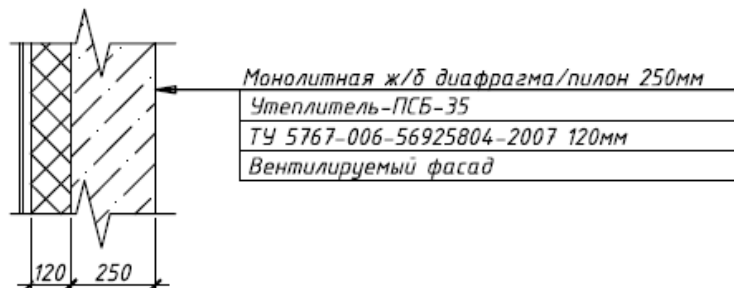 Монолитная ж/б диафрагма/пилон 250мм
Утеплитель-ПСБ-35
ТУ 5767-006-56925804-2007 120мм
Вентилируемый фасад
120 250